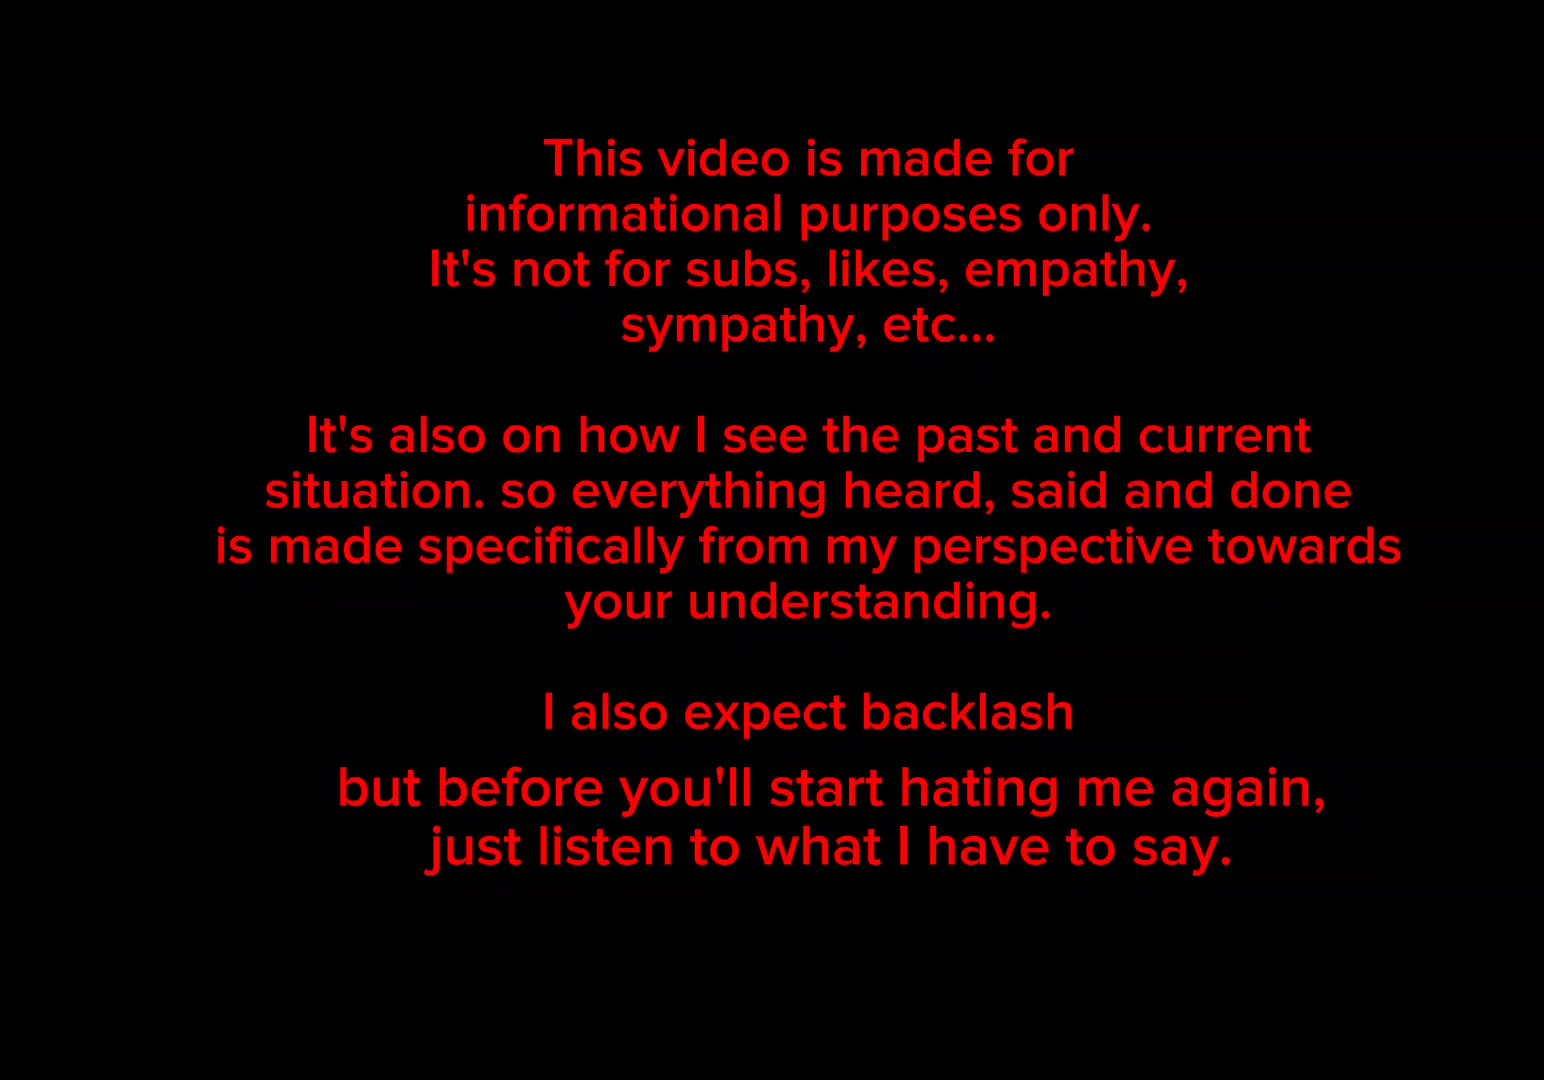 This video is made for
informational purposes only.
It's not for subs, likes, empathy,
sympathy, etc...
It's also on how I see the past and current
situation. so everything heard, said and done
is made specifically from my perspective towards
your understanding.
I also expect backlash
but before you'll start hating me again,
just listen to what I have to say.